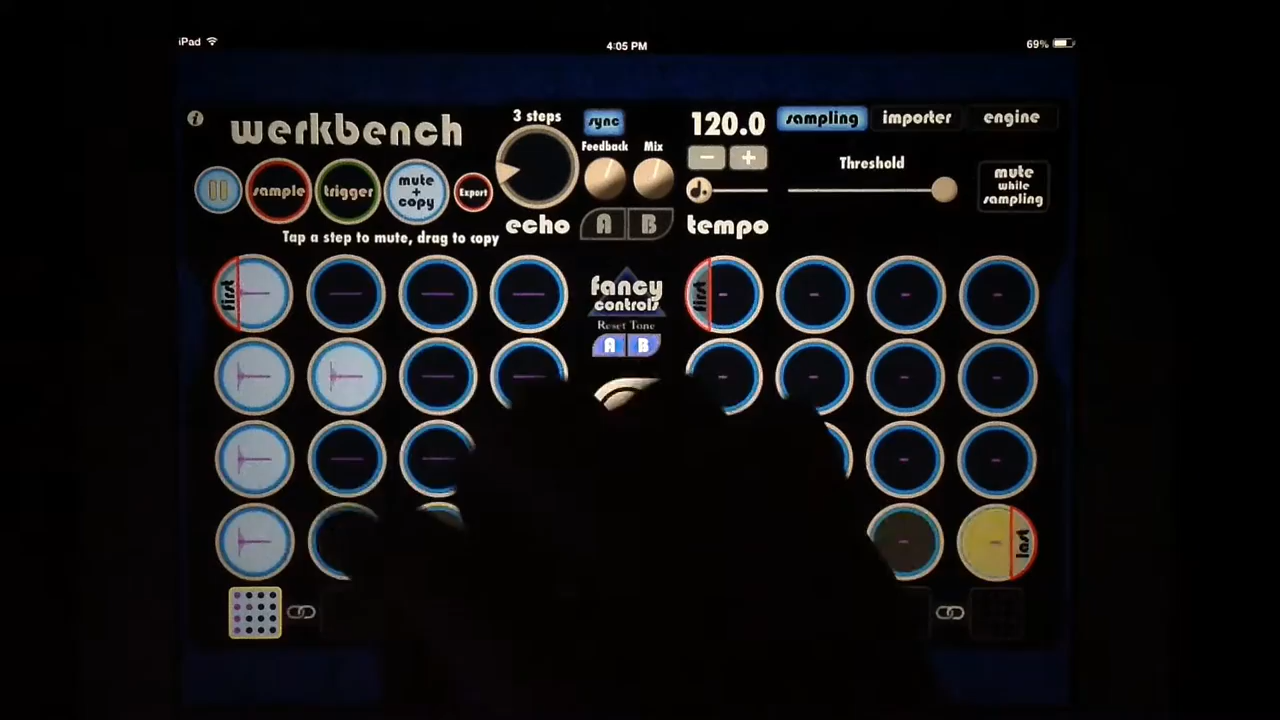 iPad
4:05 PM
69%
i
werkbench
sample
trigger
mute
+
copy
Export
Tap a step to mute, drag to copy
3 steps
echo
sync
Feedback Mix
A B
120.0
− +
tempo
sampling importer engine
Threshold
mute
while
sampling
first
fancy
controls
Reset Tone
A B
first
last